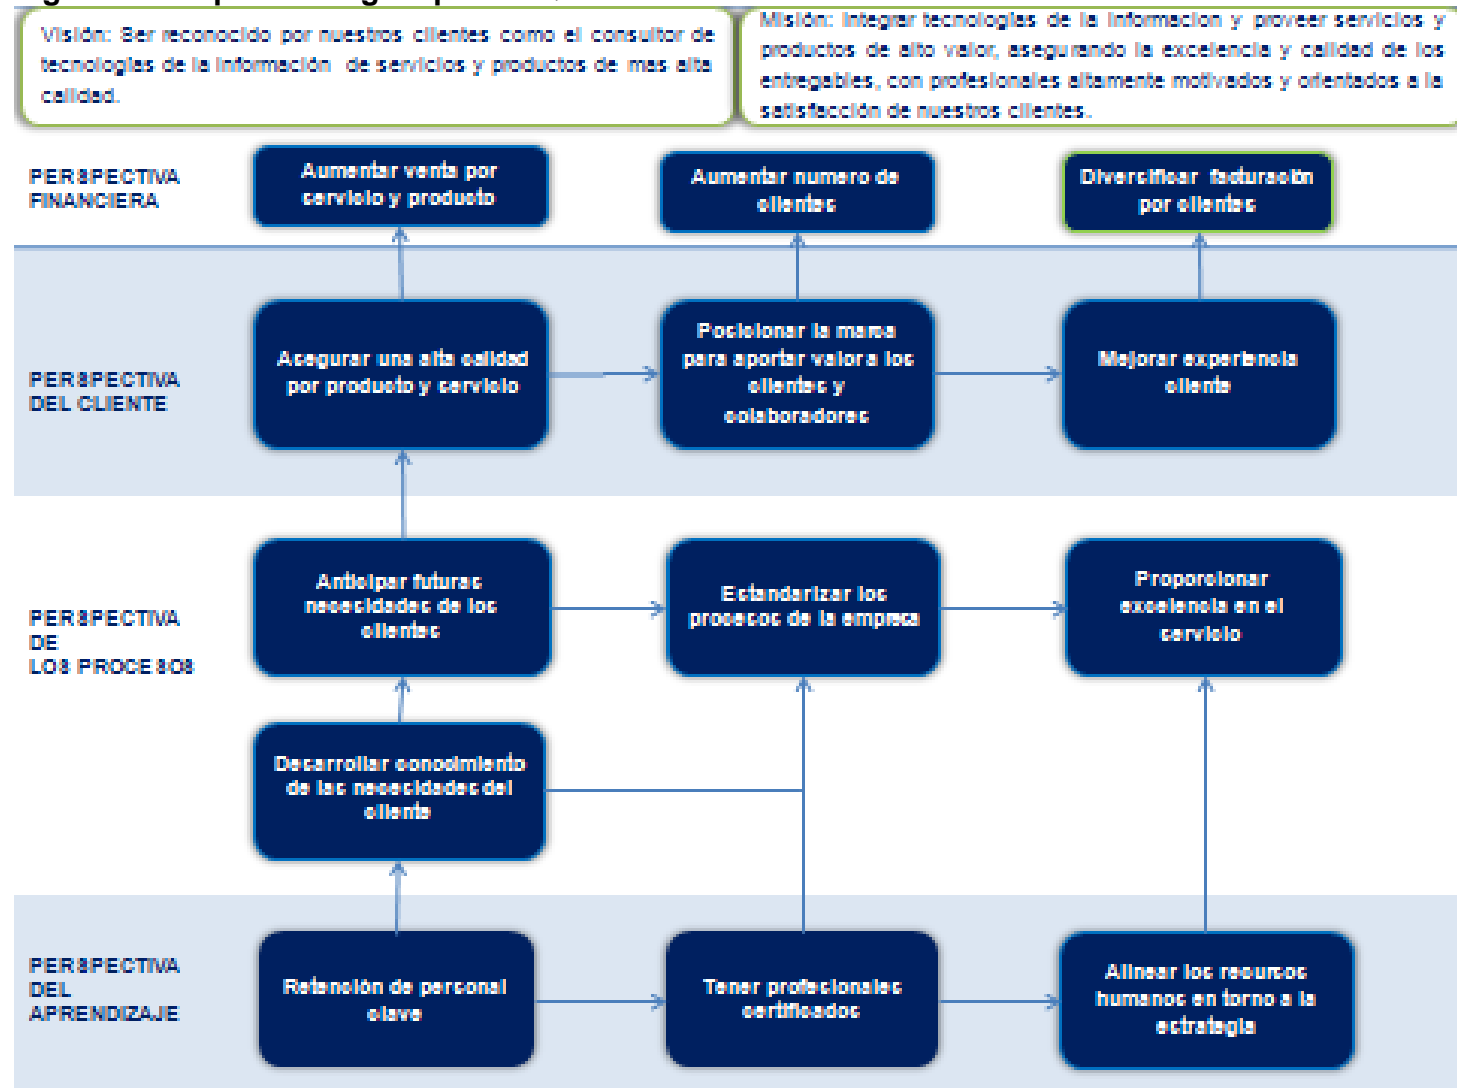 Visión: Ser reconocido por nuestros clientes como el consultor de
tecnologías de la información de servicios y productos de mas alta
calidad.
Misión: Integrar tecnologías de la informacion y proveer servicios y
productos de alto valor, asegurando la excelencia y calidad de los
entregables, con profesionales altamente motivados y orientados a la
satisfacción de nuestros clientes.
PERSPECTIVA
FINANCIERA
Aumentar venta por
servicio y producto
Aumentar numero de
clientes
Diversificar facturación
por clientes
PERSPECTIVA
DEL CLIENTE
Asegurar una alta calidad
por producto y servicio
Posicionar la marca
para aportar valor a los
clientes y
colaboradores
Mejorar experiencia
cliente
PERSPECTIVA
DE
LOS PROCESOS
Anticipar futuras
necesidades de los
clientes
Estandarizar los
procesos de la empresa
Proporcionar
excelencia en el
servicio
Desarrollar conocimiento
de las necesidades del
cliente
PERSPECTIVA
DEL
APRENDIZAJE
Retención de personal
clave
Tener profesionales
certificados
Alinear los recursos
humanos en torno a la
estrategia